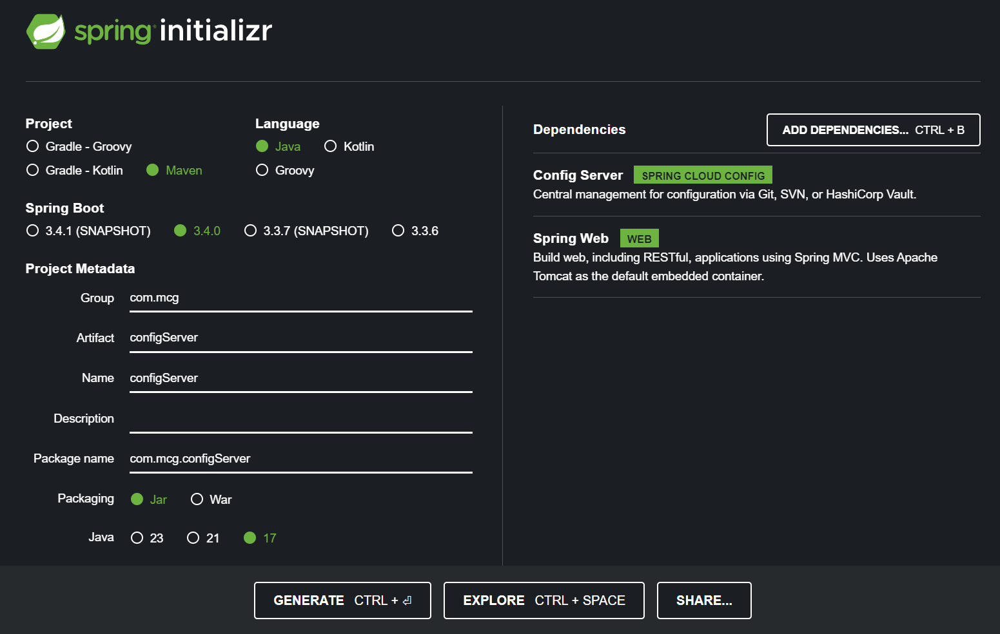 spring initializr
Project
Gradle - Groovy
Gradle - Kotlin Maven
Language
Java Kotlin
Groovy
Spring Boot
3.4.1 (SNAPSHOT) 3.4.0 3.3.7 (SNAPSHOT) 3.3.6
Project Metadata
Group com.mcg
Artifact configServer
Name configServer
Description
Package name com.mcg.configServer
Packaging Jar War
Java 23 21 17
Dependencies ADD DEPENDENCIES... CTRL + B
Config Server SPRING CLOUD CONFIG
Central management for configuration via Git, SVN, or HashiCorp Vault.
Spring Web WEB
Build web, including RESTful, applications using Spring MVC. Uses Apache
Tomcat as the default embedded container.
GENERATE CTRL + ⏎ EXPLORE CTRL + SPACE SHARE...